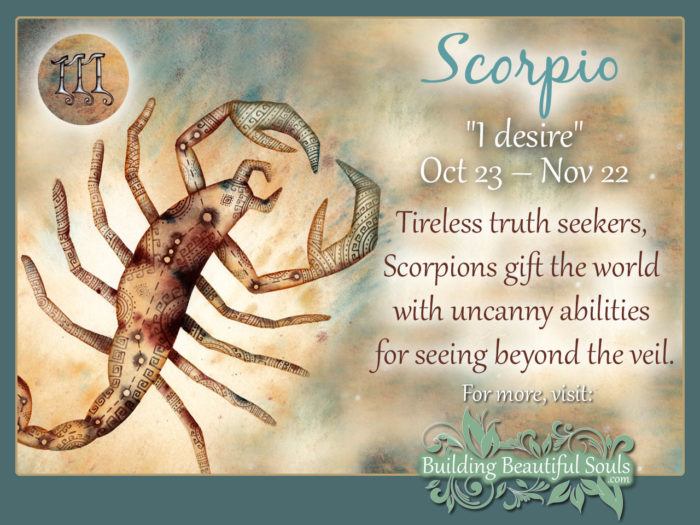 Scorpio
"I desire"
Oct 23 – Nov 22
Tireless truth seekers,
Scorpions gift the world
with uncanny abilities
for seeing beyond the veil.
For more, visit:
Building Beautiful Souls
.com